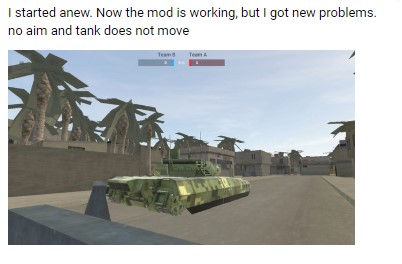 I started anew. Now the mod is working, but I got new problems.
no aim and tank does not move
Team B Team A